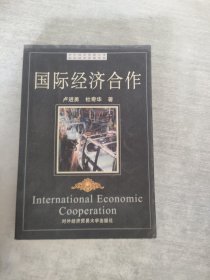 国际经济合作
卢进勇 杜奇华 著
International Economic
Cooperation
对外经济贸易大学出版社